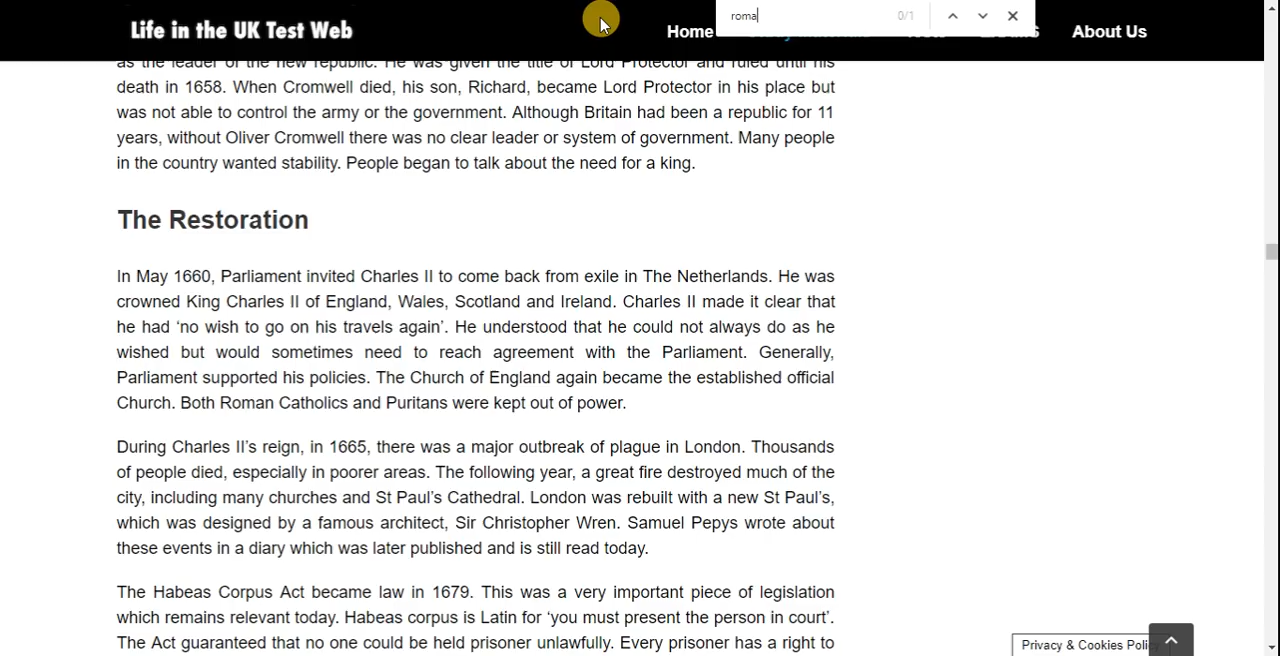 Life in the UK Test Web
roma
0/1
Home
About Us
as the leader of the new republic. He was given the title of Lord Protector and ruled until his
death in 1658. When Cromwell died, his son, Richard, became Lord Protector in his place but
was not able to control the army or the government. Although Britain had been a republic for 11
years, without Oliver Cromwell there was no clear leader or system of government. Many people
in the country wanted stability. People began to talk about the need for a king.
The Restoration
In May 1660, Parliament invited Charles II to come back from exile in The Netherlands. He was
crowned King Charles II of England, Wales, Scotland and Ireland. Charles II made it clear that
he had ‘no wish to go on his travels again’. He understood that he could not always do as he
wished but would sometimes need to reach agreement with the Parliament. Generally,
Parliament supported his policies. The Church of England again became the established official
Church. Both Roman Catholics and Puritans were kept out of power.
During Charles II’s reign, in 1665, there was a major outbreak of plague in London. Thousands
of people died, especially in poorer areas. The following year, a great fire destroyed much of the
city, including many churches and St Paul’s Cathedral. London was rebuilt with a new St Paul’s,
which was designed by a famous architect, Sir Christopher Wren. Samuel Pepys wrote about
these events in a diary which was later published and is still read today.
The Habeas Corpus Act became law in 1679. This was a very important piece of legislation
which remains relevant today. Habeas corpus is Latin for ‘you must present the person in court’.
The Act guaranteed that no one could be held prisoner unlawfully. Every prisoner has a right to
Privacy & Cookies Policy